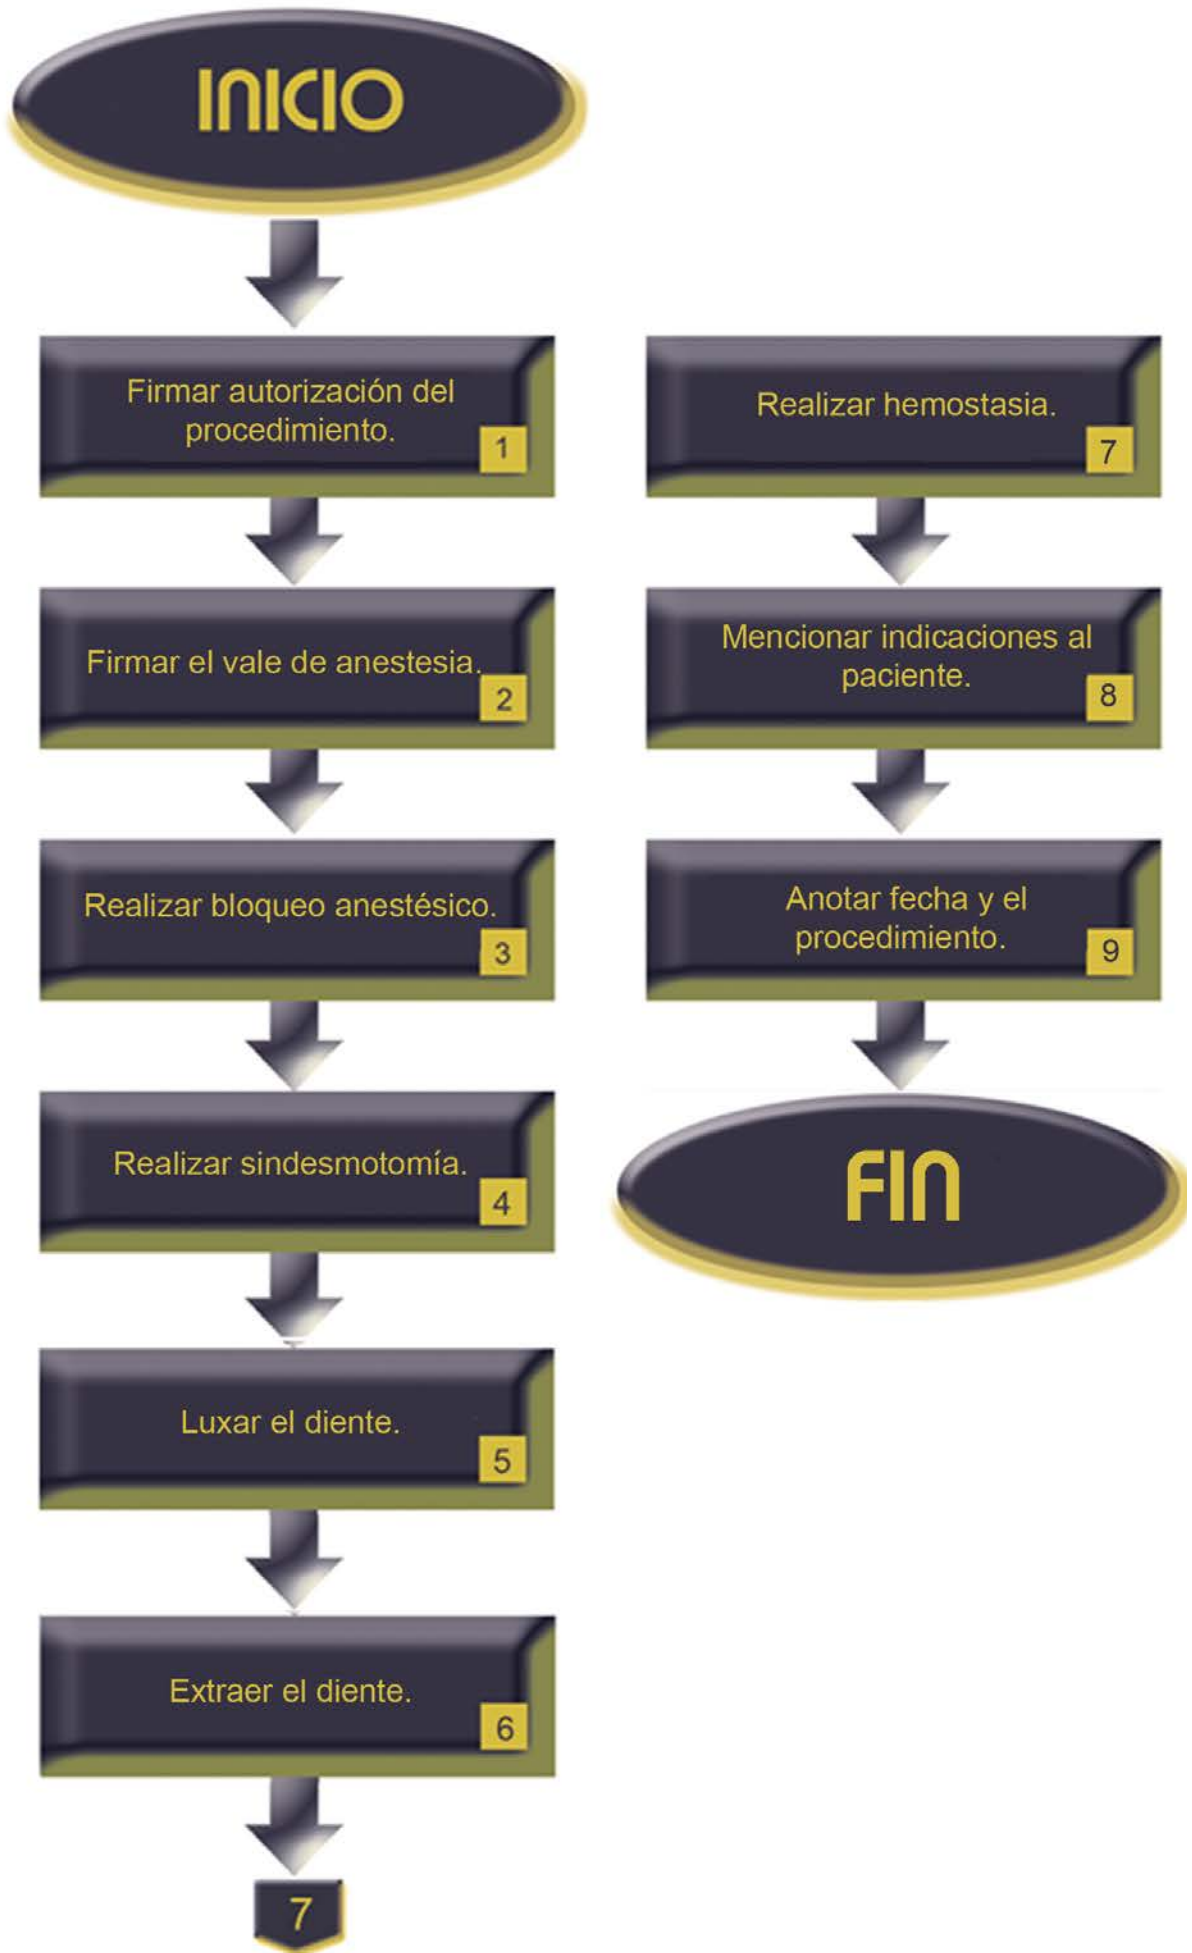 INICIO
Firmar autorización del
procedimiento.
1
Firmar el vale de anestesia.
2
Realizar bloqueo anestésico.
3
Realizar sindesmotomía.
4
Luxar el diente.
5
Extraer el diente.
6
7
Realizar hemostasia.
7
Mencionar indicaciones al
paciente.
8
Anotar fecha y el
procedimiento.
9
FIN